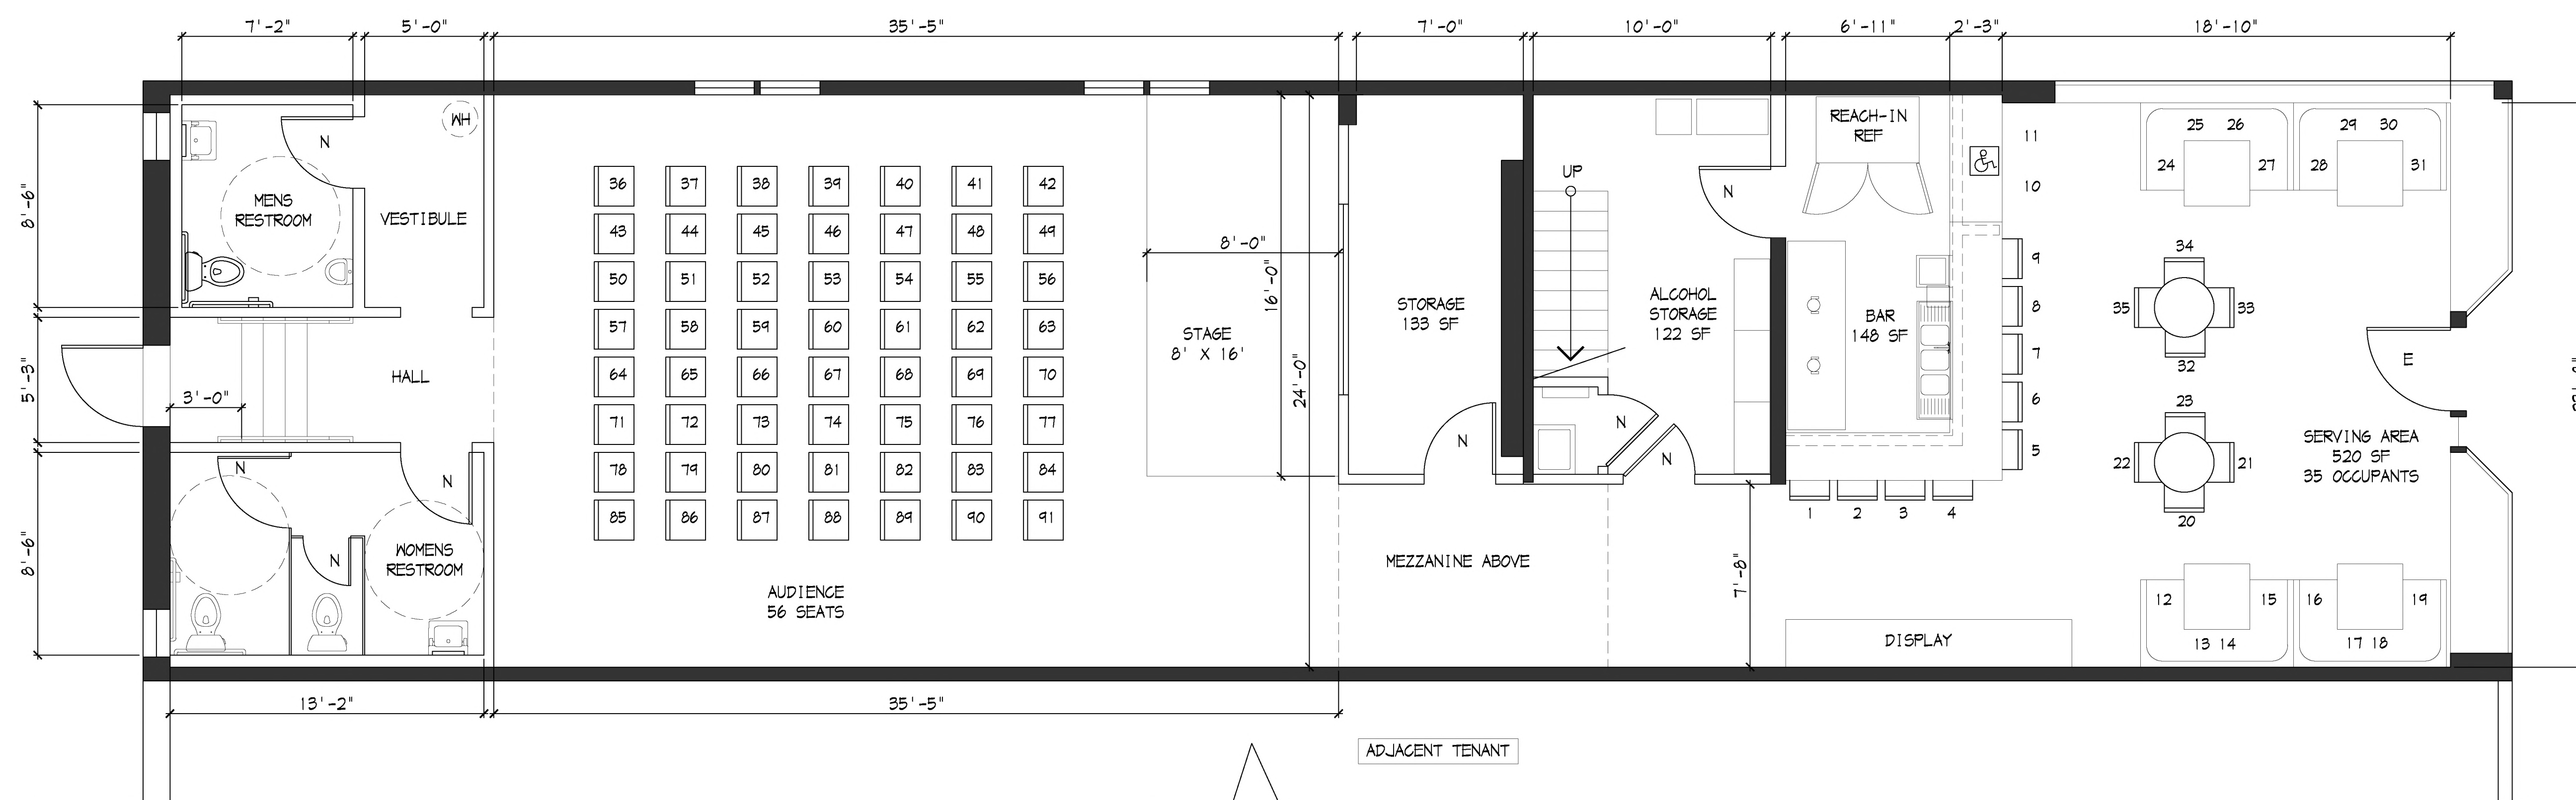 7'-2" 5'-0" 35'-5" 7'-0" 10'-0" 6'-11" 2'-3" 18'-10"
WH
N
MENS
RESTROOM
VESTIBULE
8'-6"
5'-3"
8'-6"
HALL
3'-0"
N
N
N
WOMENS
RESTROOM
13'-2"
36 37 38 39 40 41 42
43 44 45 46 47 48 49
50 51 52 53 54 55 56
57 58 59 60 61 62 63
64 65 66 67 68 69 70
71 72 73 74 75 76 77
78 79 80 81 82 83 84
85 86 87 88 89 90 91
AUDIENCE
56 SEATS
35'-5"
8'-0"
16'-0"
24'-0"
STAGE
8' X 16'
STORAGE
133 SF
N
UP
N
ALCOHOL
STORAGE
122 SF
N
N
MEZZANINE ABOVE
7'-8"
REACH-IN
REF
BAR
148 SF
11
10
9
8
7
6
5
1 2 3 4
DISPLAY
25 26
24 27
29 30
28 31
34
35 33
32
23
22 21
20
E
SERVING AREA
520 SF
35 OCCUPANTS
12 15
13 14
16 19
17 18
ADJACENT TENANT